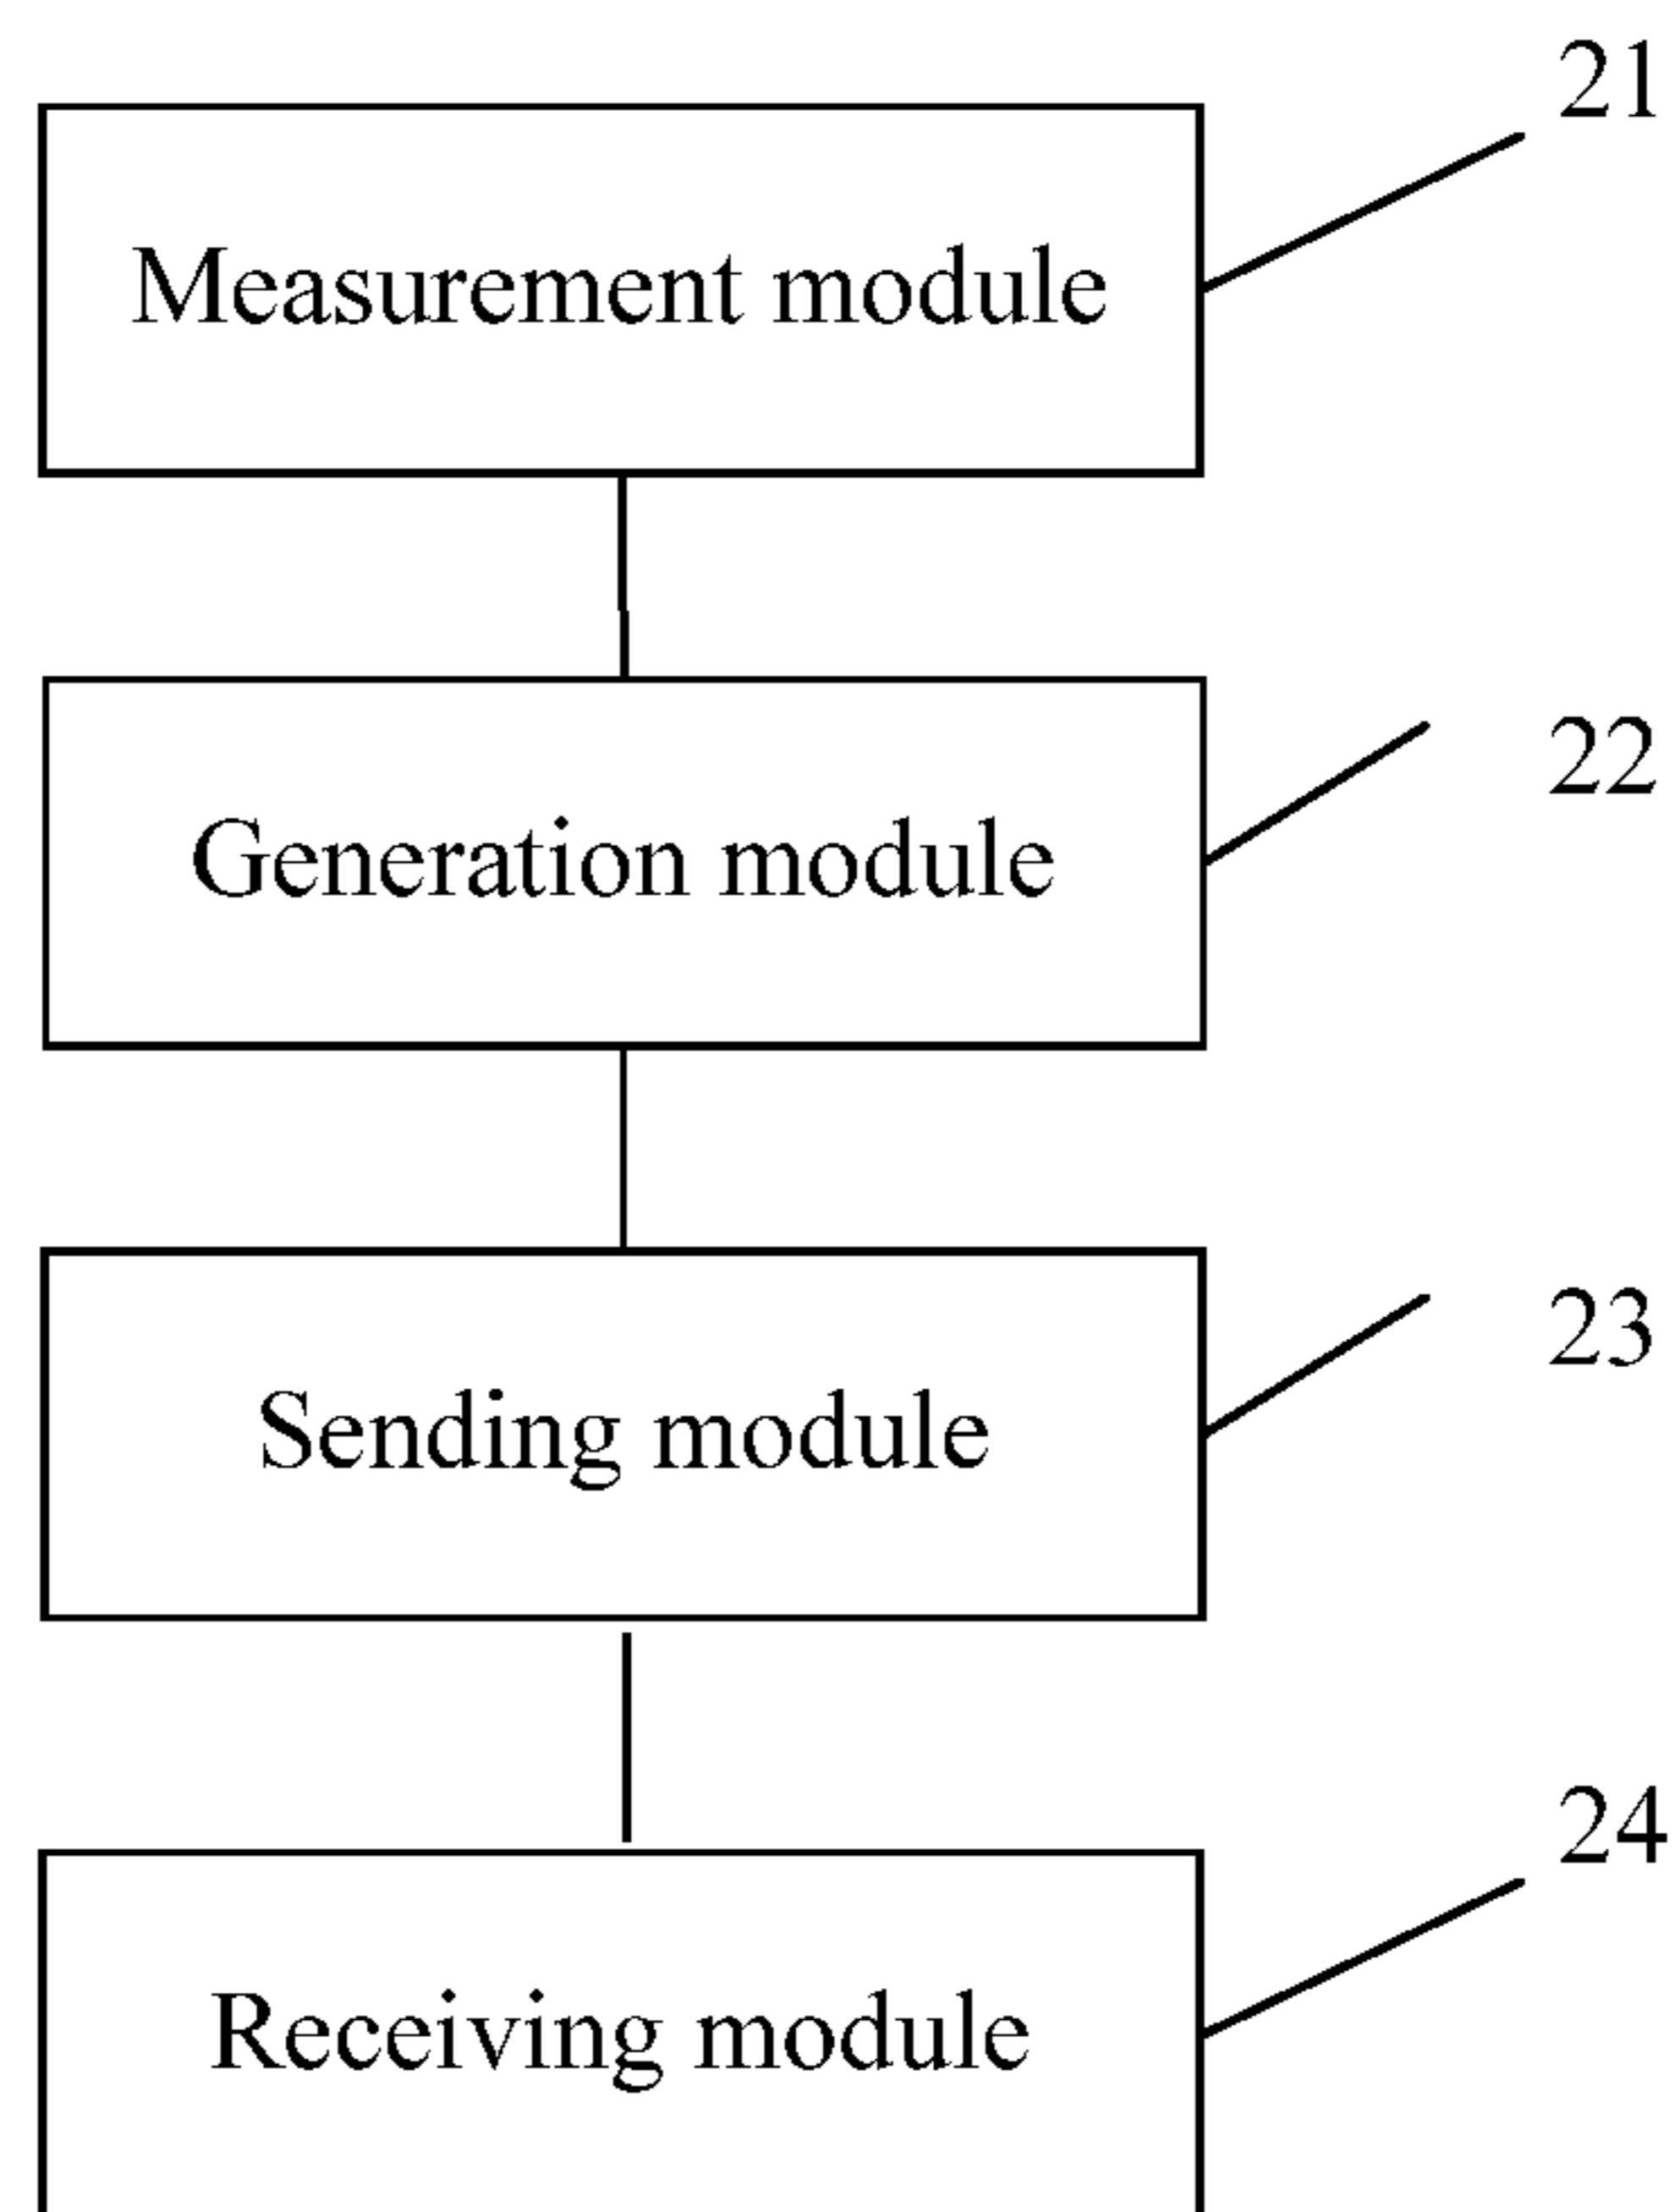 21
Measurement module
22
Generation module
23
Sending module
24
Receiving module